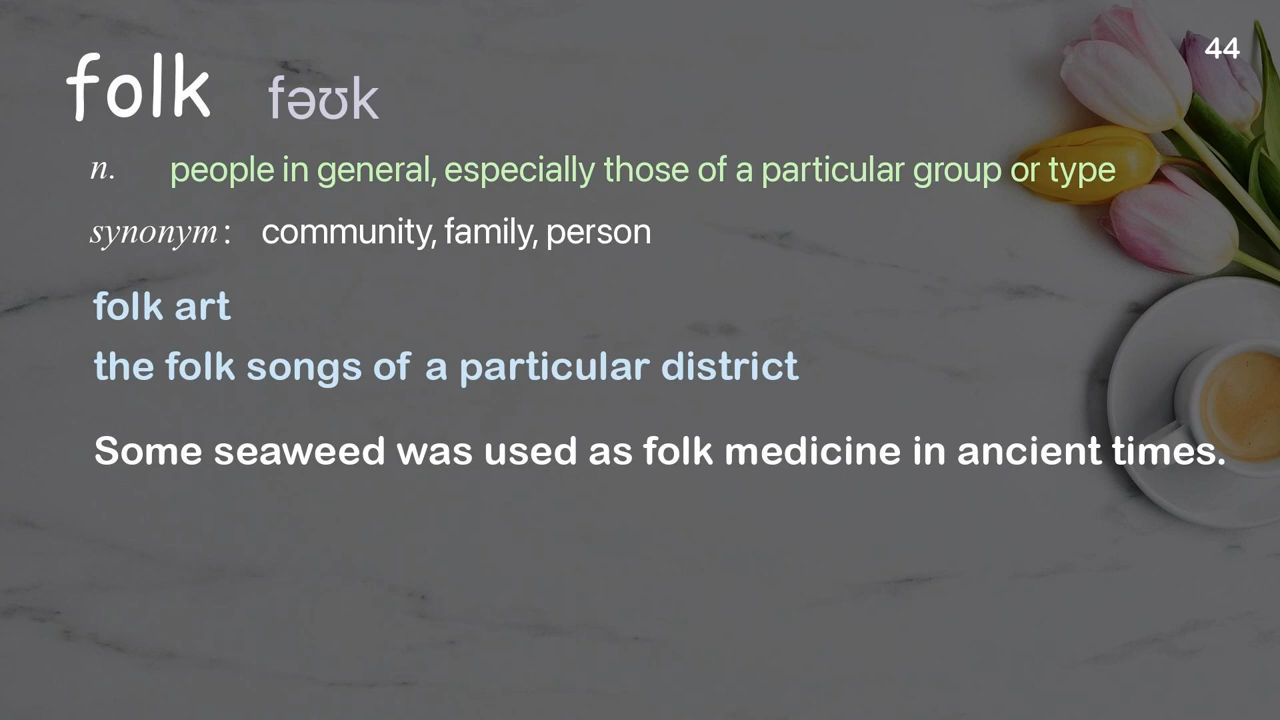 44
folk fəʊk
n. people in general, especially those of a particular group or type
synonym: community, family, person
folk art
the folk songs of a particular district
Some seaweed was used as folk medicine in ancient times.